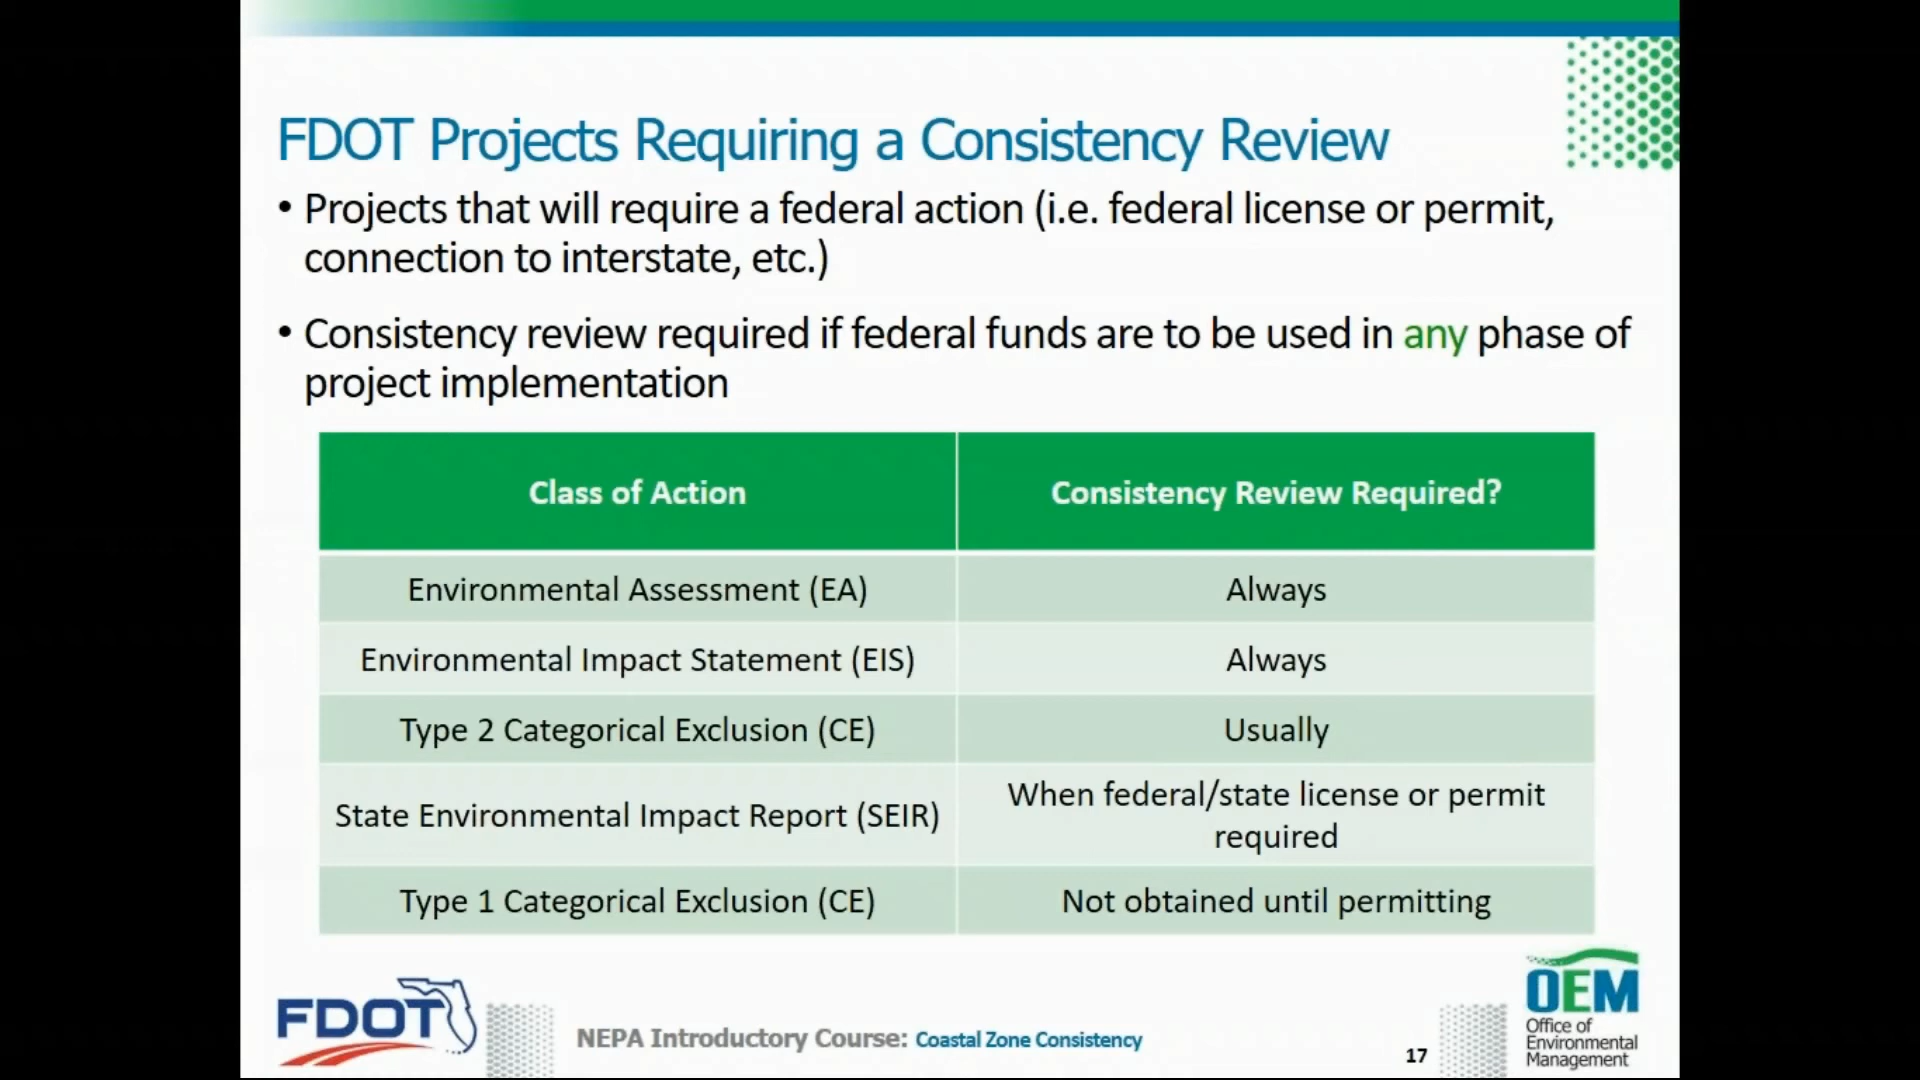 FDOT Projects Requiring a Consistency Review
• Projects that will require a federal action (i.e. federal license or permit,
connection to interstate, etc.)
• Consistency review required if federal funds are to be used in any phase of
project implementation
Class of Action
Consistency Review Required?
Environmental Assessment (EA)
Always
Environmental Impact Statement (EIS)
Always
Type 2 Categorical Exclusion (CE)
Usually
State Environmental Impact Report (SEIR)
When federal/state license or permit
required
Type 1 Categorical Exclusion (CE)
Not obtained until permitting
FDOT
NEPA Introductory Course: Coastal Zone Consistency
17
OEM
Office of
Environmental
Management